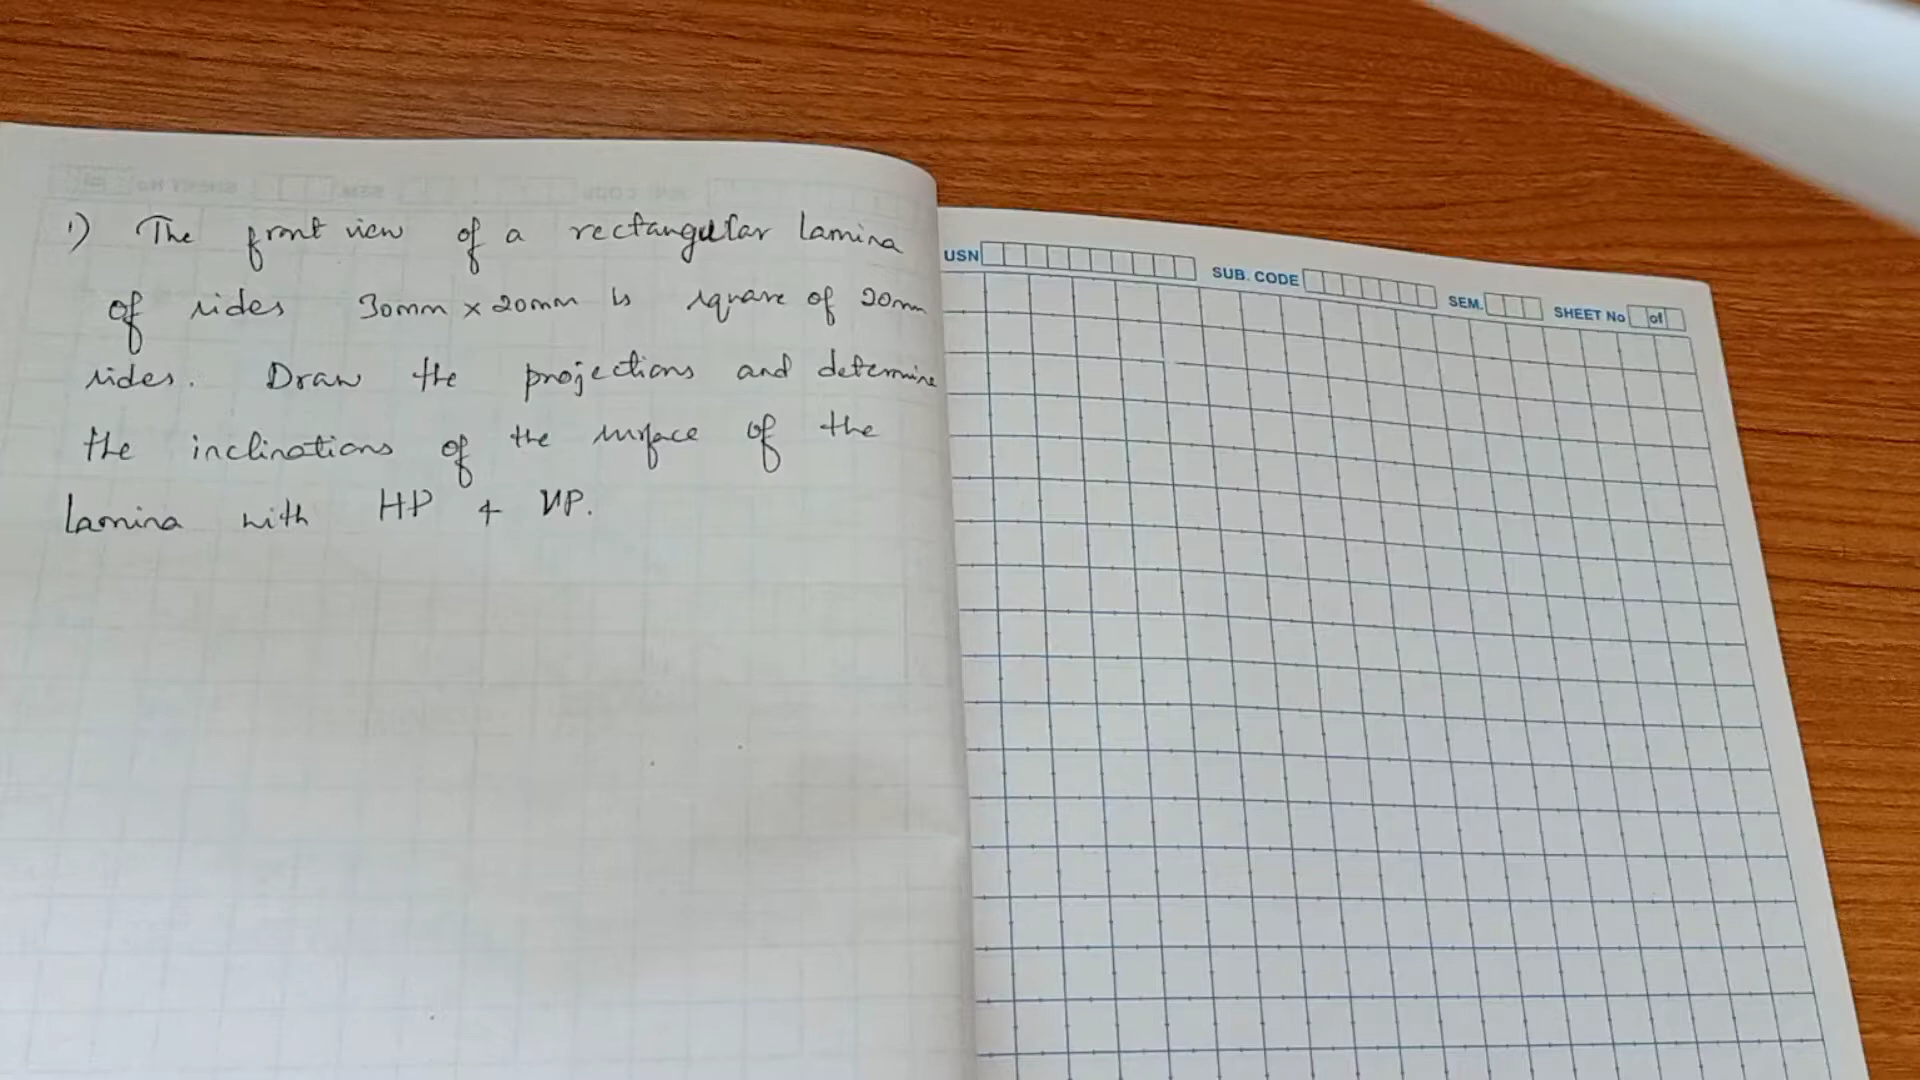 1) The front view of a rectangular lamina
of sides 30mm x 20mm is square of 20mm
sides. Draw the projections and determine
the inclinations of the surface of the
lamina with HP & VP.
USN SUB. CODE SEM. SHEET No of